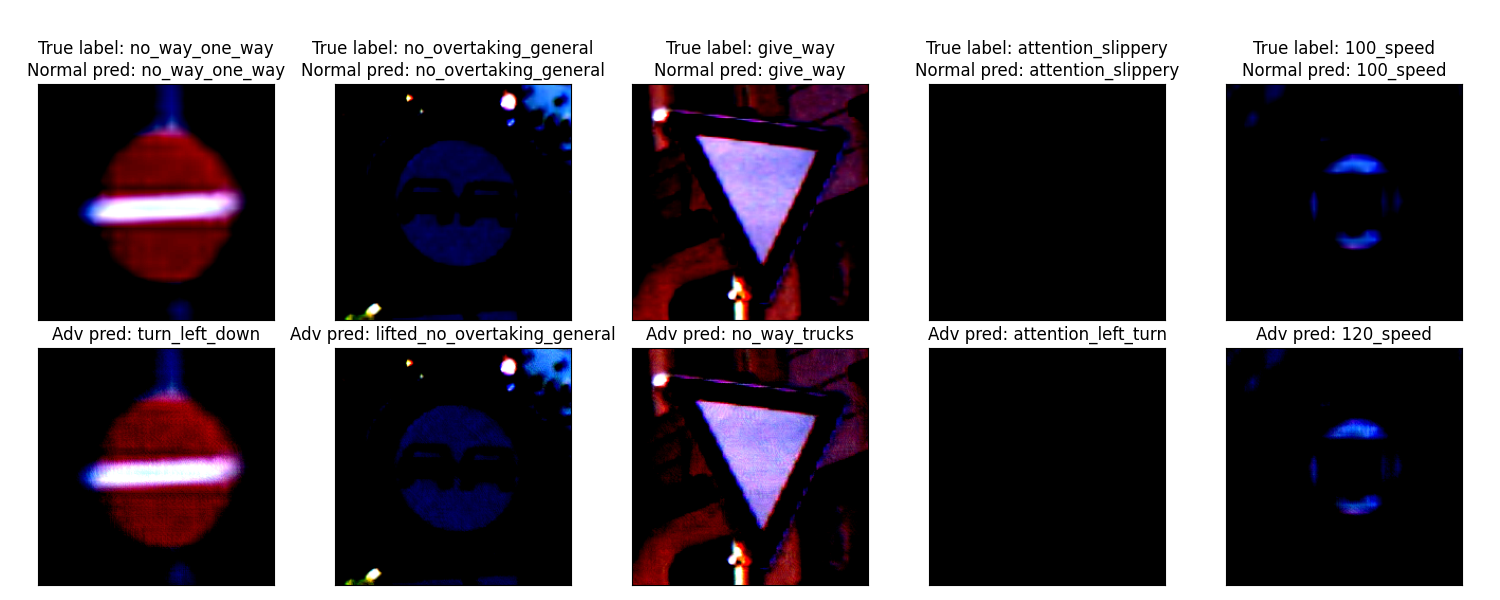 True label: no_way_one_way
Normal pred: no_way_one_way
True label: no_overtaking_general
Normal pred: no_overtaking_general
True label: give_way
Normal pred: give_way
True label: attention_slippery
Normal pred: attention_slippery
True label: 100_speed
Normal pred: 100_speed
Adv pred: turn_left_down
Adv pred: lifted_no_overtaking_general
Adv pred: no_way_trucks
Adv pred: attention_left_turn
Adv pred: 120_speed